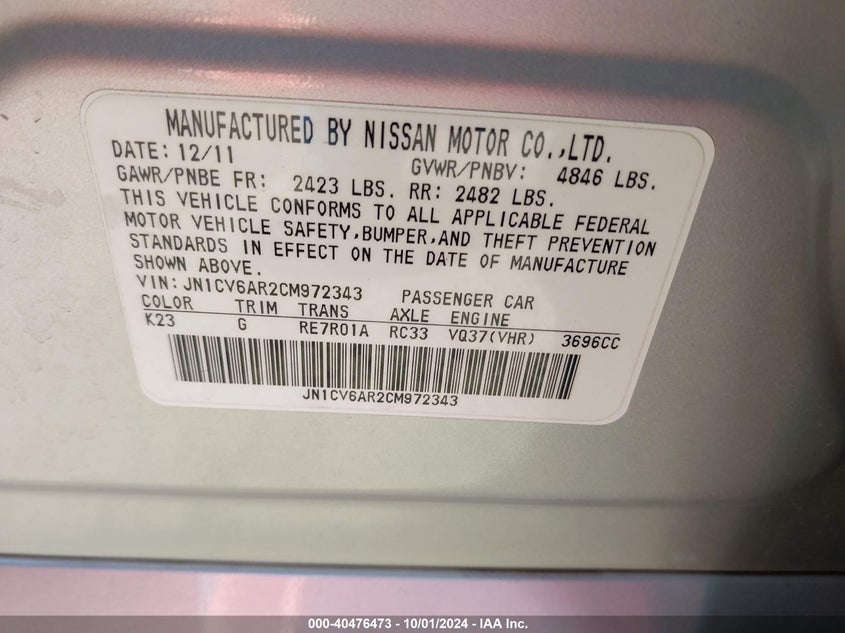 MANUFACTURED BY NISSAN MOTOR CO.,LTD.
DATE: 12/11 GVWR/PNBV: 4846 LBS.
GAWR/PNBE FR: 2423 LBS. RR: 2482 LBS.
THIS VEHICLE CONFORMS TO ALL APPLICABLE FEDERAL
MOTOR VEHICLE SAFETY,BUMPER,AND THEFT PREVENTION
STANDARDS IN EFFECT ON THE DATE OF MANUFACTURE
SHOWN ABOVE.
VIN: JN1CV6AR2CM972343 PASSENGER CAR
COLOR TRIM TRANS AXLE ENGINE
K23 G RE7R01A RC33 VQ37(VHR) 3696CC
JN1CV6AR2CM972343
000-40476473 - 10/01/2024 - IAA Inc.